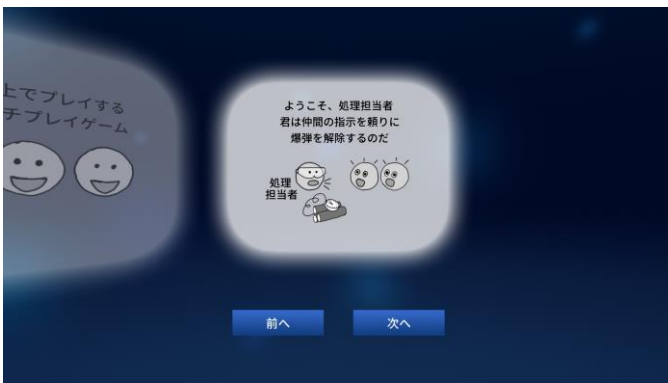 上でプレイする
チプレイゲーム
ようこそ、処理担当者
君は仲間の指示を頼りに
爆弾を解除するのだ
処理
担当者
前へ
次へ